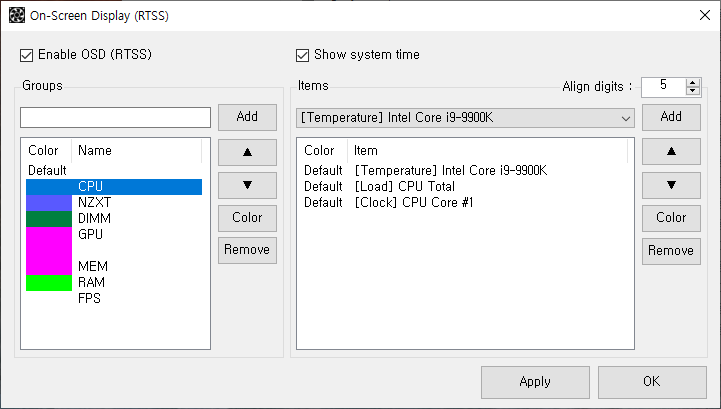 On-Screen Display (RTSS)
Enable OSD (RTSS)
Show system time
Groups
Items
Align digits :
5
Add
[Temperature] Intel Core i9-9900K
Add
Color Name
Default
CPU
NZXT
DIMM
GPU
MEM
RAM
FPS
▲
▼
Color
Remove
Color Item
Default [Temperature] Intel Core i9-9900K
Default [Load] CPU Total
Default [Clock] CPU Core #1
▲
▼
Color
Remove
Apply
OK